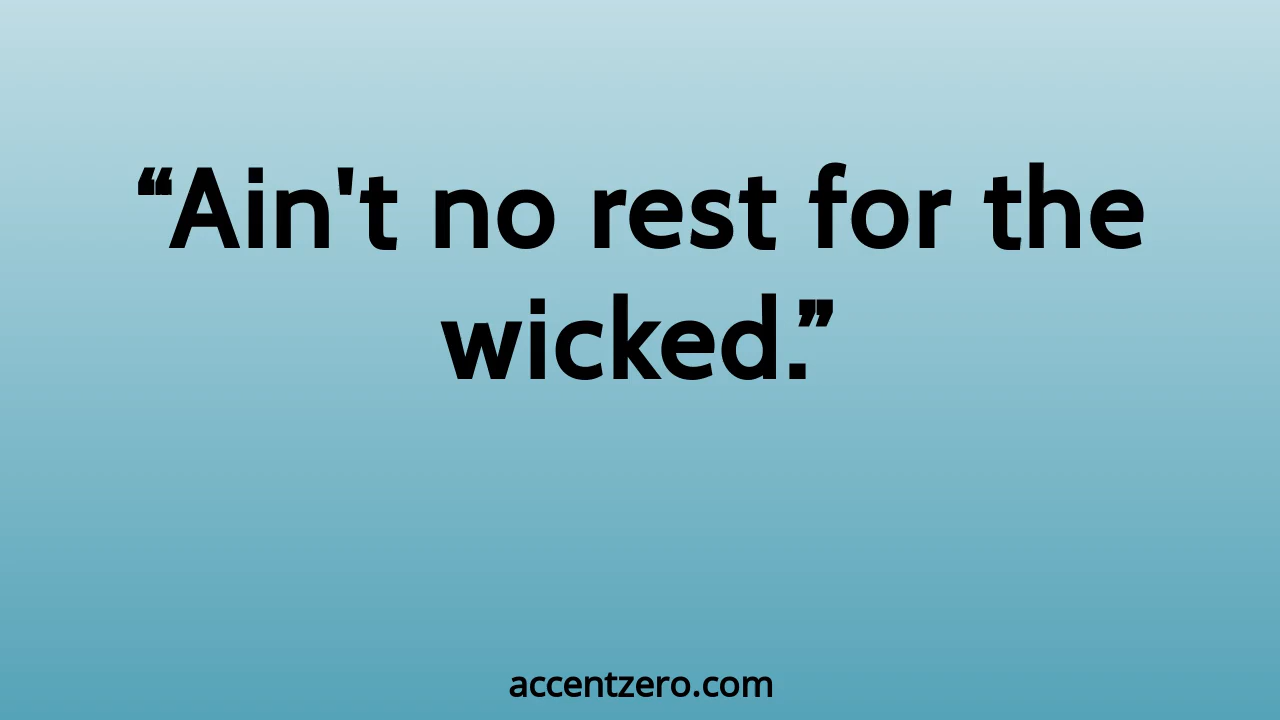 “Ain't no rest for the
wicked.”
accentzero.com